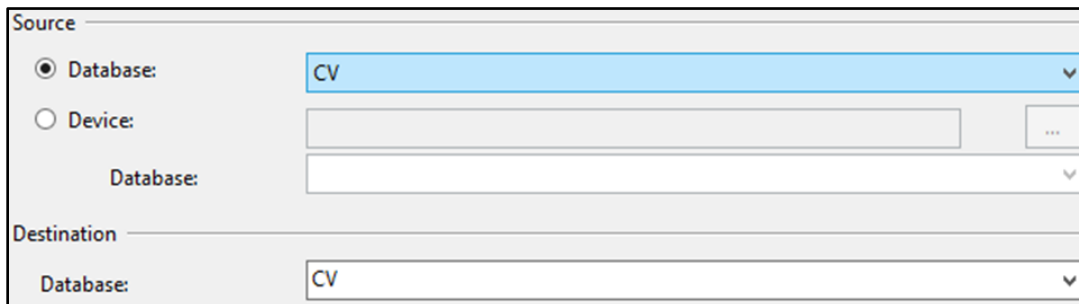 Source
Database: CV
Device: ...
Database:
Destination
Database: CV